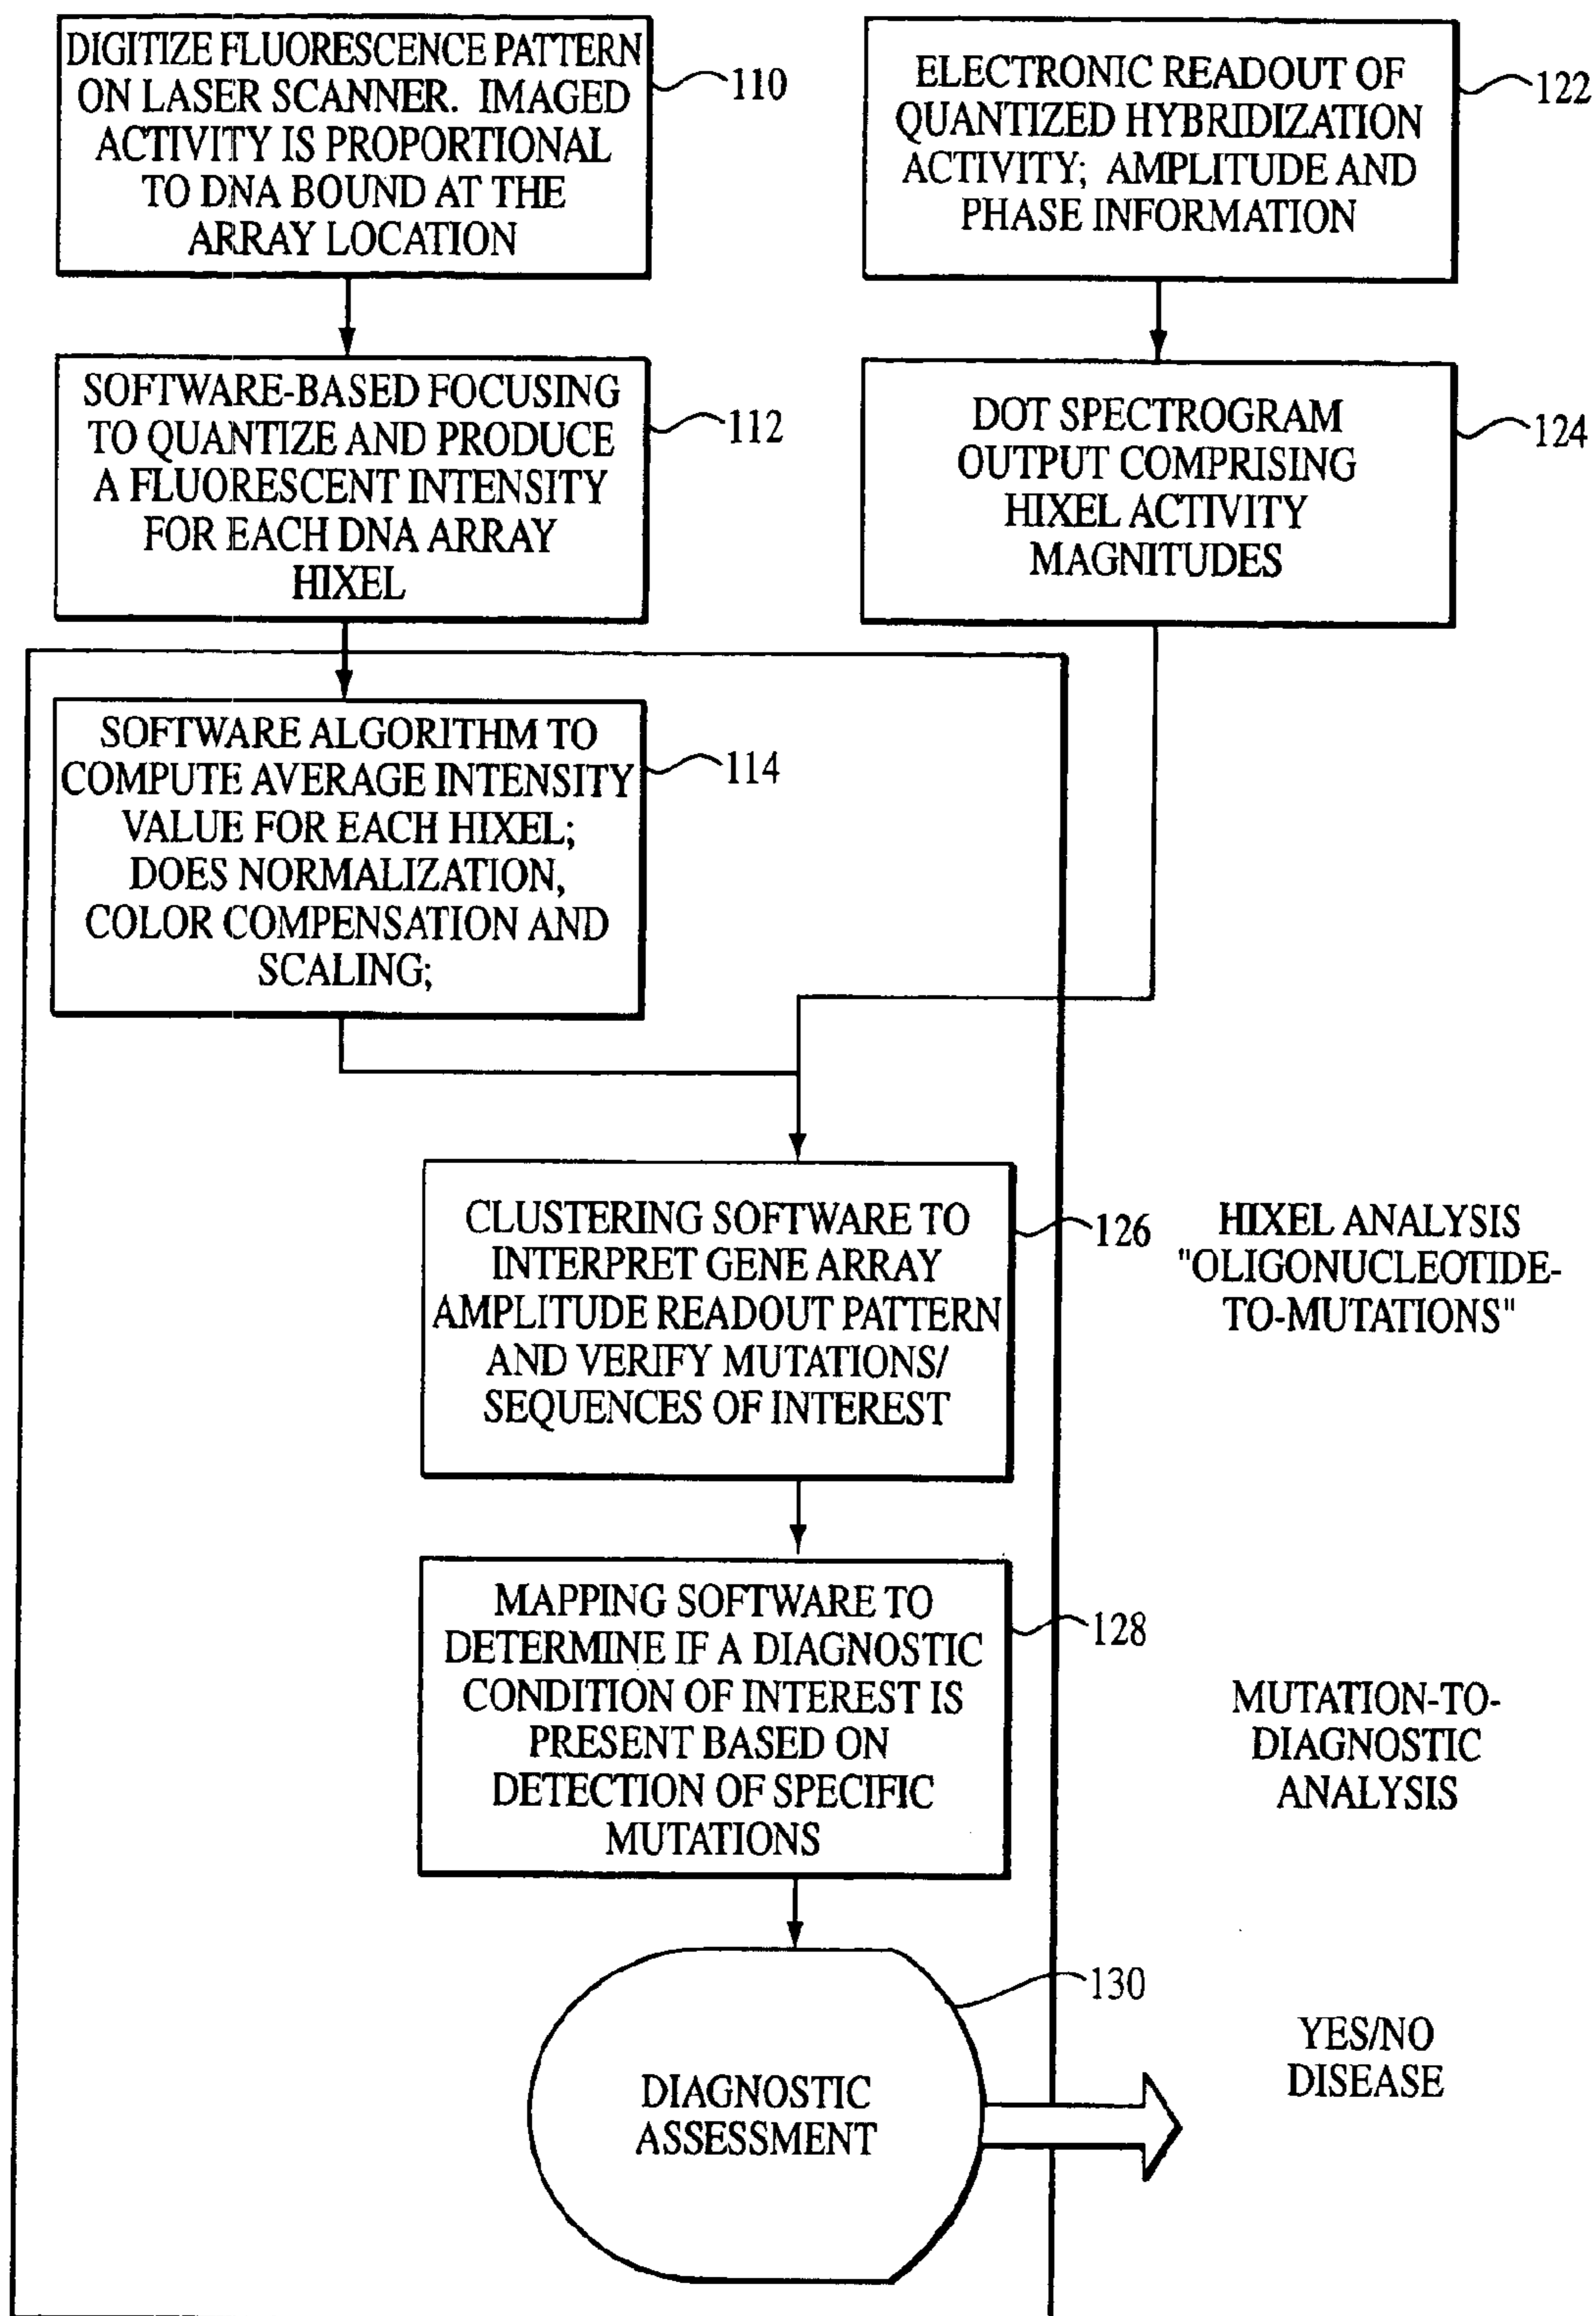 DIGITIZE FLUORESCENCE PATTERN
ON LASER SCANNER. IMAGED
ACTIVITY IS PROPORTIONAL
TO DNA BOUND AT THE
ARRAY LOCATION
110
ELECTRONIC READOUT OF
QUANTIZED HYBRIDIZATION
ACTIVITY; AMPLITUDE AND
PHASE INFORMATION
122
SOFTWARE-BASED FOCUSING
TO QUANTIZE AND PRODUCE
A FLUORESCENT INTENSITY
FOR EACH DNA ARRAY
HIXEL
112
DOT SPECTROGRAM
OUTPUT COMPRISING
HIXEL ACTIVITY
MAGNITUDES
124
SOFTWARE ALGORITHM TO
COMPUTE AVERAGE INTENSITY
VALUE FOR EACH HIXEL;
DOES NORMALIZATION,
COLOR COMPENSATION AND
SCALING;
114
CLUSTERING SOFTWARE TO
INTERPRET GENE ARRAY
AMPLITUDE READOUT PATTERN
AND VERIFY MUTATIONS/
SEQUENCES OF INTEREST
126
HIXEL ANALYSIS
"OLIGONUCLEOTIDE-
TO-MUTATIONS"
MAPPING SOFTWARE TO
DETERMINE IF A DIAGNOSTIC
CONDITION OF INTEREST IS
PRESENT BASED ON
DETECTION OF SPECIFIC
MUTATIONS
128
MUTATION-TO-
DIAGNOSTIC
ANALYSIS
DIAGNOSTIC
ASSESSMENT
130
YES/NO
DISEASE